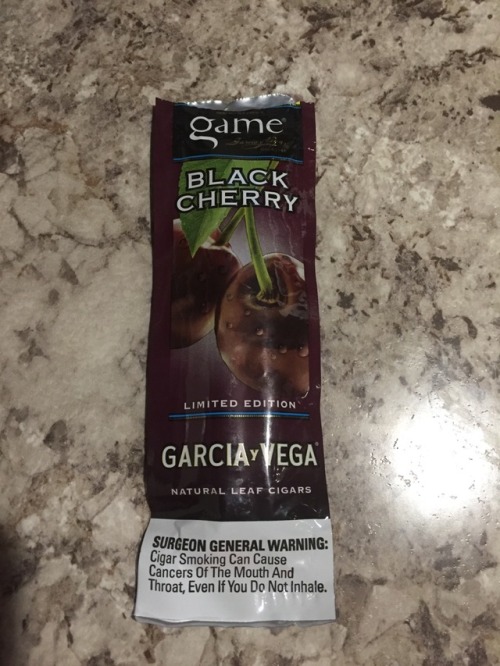 game
BLACK
CHERRY
LIMITED EDITION
GARCIA Y VEGA®
NATURAL LEAF CIGARS
SURGEON GENERAL WARNING:
Cigar Smoking Can Cause
Cancers Of The Mouth And
Throat, Even If You Do Not Inhale.